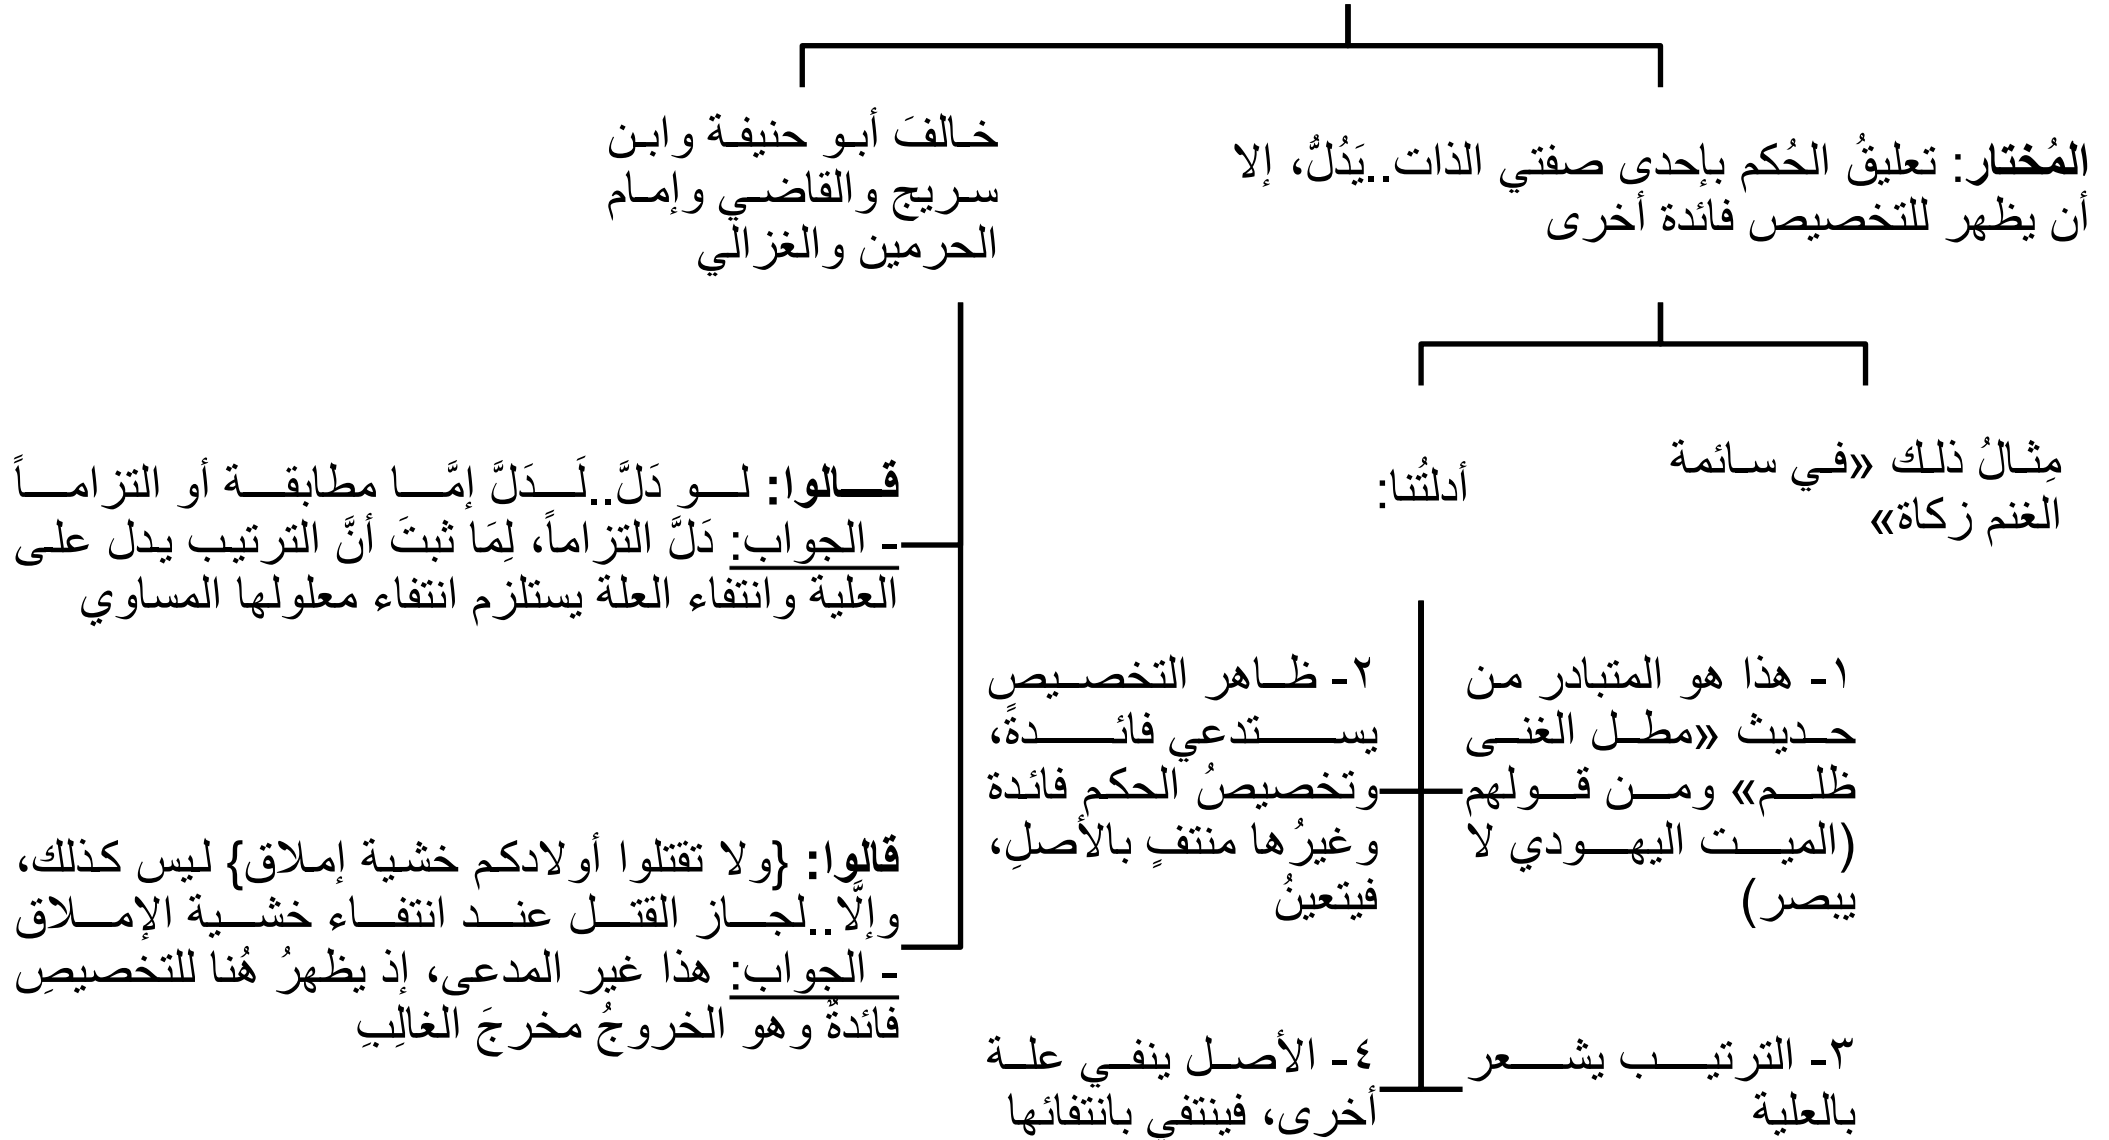 المُختار: تعليقُ الحُكم بإحدى صفتي الذات..يَدُلُّ، إلا
أن يظهر للتخصيص فائدة أخرى
خالفَ أبو حنيفة وابن
سريج والقاضي وإمام
الحرمين والغزالي
مِثالُ ذلك «في سائمة
الغنم زكاة»
أدلتُنا:
١- هذا هو المتبادر من
حديث «مطل الغنى
ظلم» ومن قولهم
(الميت اليهودي لا
يبصر)
٢- ظاهر التخصيص
يستدعي فائدةً،
وتخصيصُ الحكم فائدة
وغيرُها منتفٍ بالأصلِ،
فيتعينُ
٣- الترتيب يشعر
بالعلية
٤- الأصل ينفي علة
أخرى، فينتفي بانتفائها
قالوا: لو دَلَّ..لَدَلَّ إمَّا مطابقة أو التزاماً
- الجواب: دَلَّ التزاماً، لِمَا ثبتَ أنَّ الترتيب يدل على
العلية وانتفاء العلة يستلزم انتفاء معلولها المساوي
قالوا: {ولا تقتلوا أولادكم خشية إملاق} ليس كذلك،
وإلَّا..لجاز القتل عند انتفاء خشية الإملاق
- الجواب: هذا غير المدعى، إذ يظهرُ هُنا للتخصيصِ
فائدةٌ وهو الخروجُ مخرجَ الغالِبِ